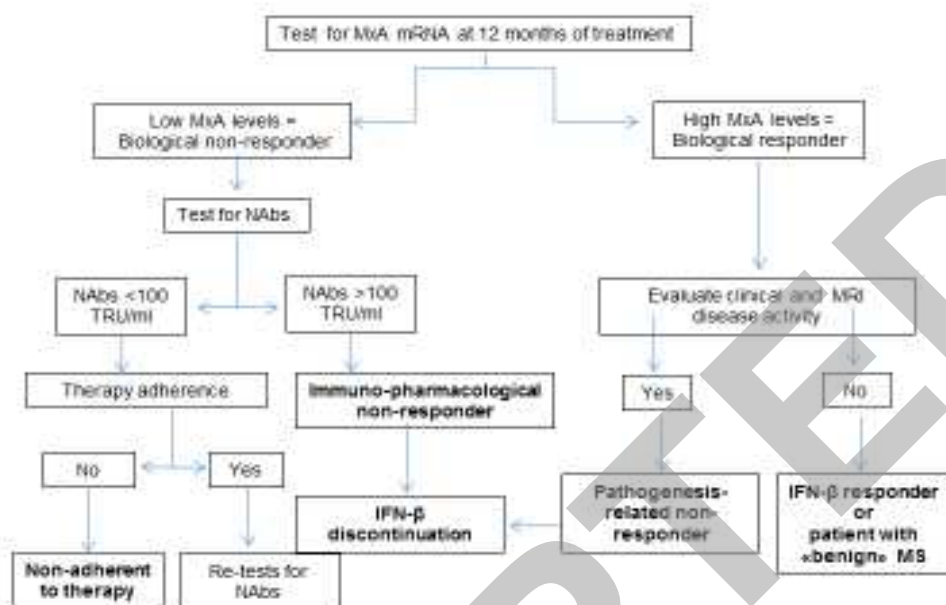 Test for MxA mRNA at 12 months of treatment
Low MxA levels =
Biological non-responder
High MxA levels =
Biological responder
Test for NAbs
NAbs <100
TRU/ml
NAbs >100
TRU/ml
Evaluate clinical and MRI
disease activity
Therapy adherence
Immuno-pharmacological
non-responder
Yes
No
No
Yes
IFN-β
discontinuation
Pathogenesis-
related non-
responder
IFN-β responder
or
patient with
«benign» MS
Non-adherent
to therapy
Re-tests for
NAbs
PTED